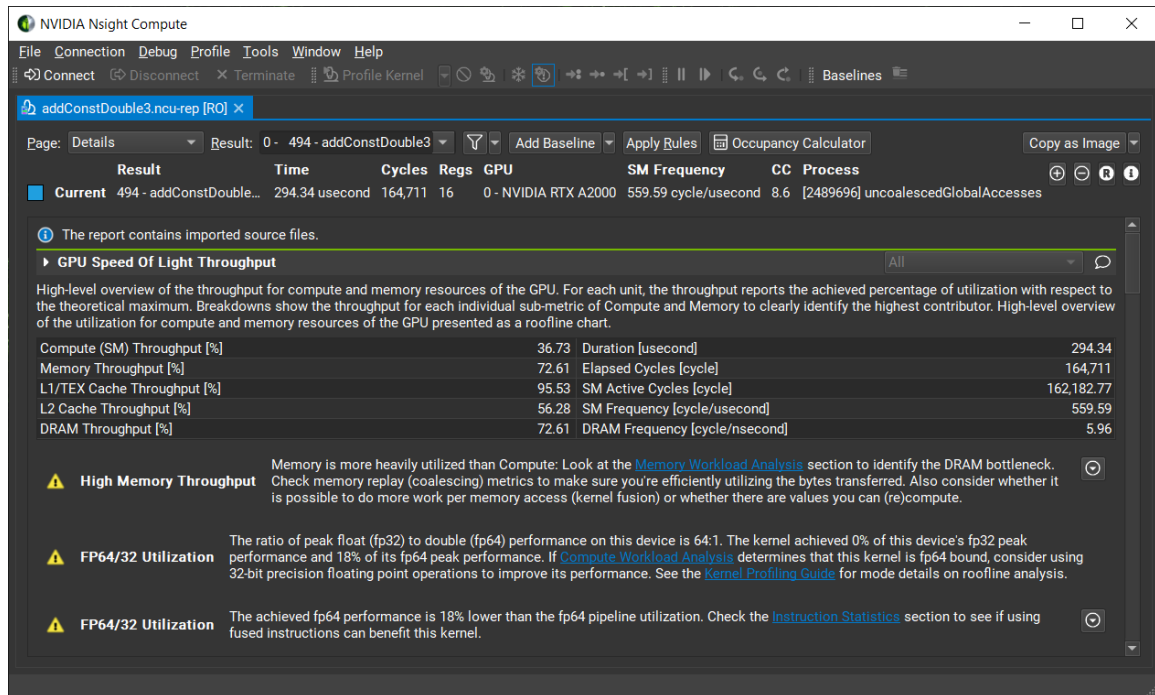 NVIDIA Nsight Compute
File Connection Debug Profile Tools Window Help
Connect Disconnect Terminate Profile Kernel Baselines
addConstDouble3.ncu-rep [RO]
Page: Details Result: 0 - 494 - addConstDouble3 Add Baseline Apply Rules Occupancy Calculator Copy as Image
Result Time Cycles Regs GPU SM Frequency CC Process
Current 494 - addConstDouble... 294.34 usecond 164,711 16 0 - NVIDIA RTX A2000 559.59 cycle/usecond 8.6 [2489696] uncoalescedGlobalAccesses
The report contains imported source files.
GPU Speed Of Light Throughput All
High-level overview of the throughput for compute and memory resources of the GPU. For each unit, the throughput reports the achieved percentage of utilization with respect to
the theoretical maximum. Breakdowns show the throughput for each individual sub-metric of Compute and Memory to clearly identify the highest contributor. High-level overview
of the utilization for compute and memory resources of the GPU presented as a roofline chart.
Compute (SM) Throughput [%] 36.73 Duration [usecond] 294.34
Memory Throughput [%] 72.61 Elapsed Cycles [cycle] 164,711
L1/TEX Cache Throughput [%] 95.53 SM Active Cycles [cycle] 162,182.77
L2 Cache Throughput [%] 56.28 SM Frequency [cycle/usecond] 559.59
DRAM Throughput [%] 72.61 DRAM Frequency [cycle/nsecond] 5.96
Memory is more heavily utilized than Compute: Look at the Memory Workload Analysis section to identify the DRAM bottleneck.
High Memory Throughput Check memory replay (coalescing) metrics to make sure you're efficiently utilizing the bytes transferred. Also consider whether it
is possible to do more work per memory access (kernel fusion) or whether there are values you can (re)compute.
The ratio of peak float (fp32) to double (fp64) performance on this device is 64:1. The kernel achieved 0% of this device's fp32 peak
FP64/32 Utilization performance and 18% of its fp64 peak performance. If Compute Workload Analysis determines that this kernel is fp64 bound, consider using
32-bit precision floating point operations to improve its performance. See the Kernel Profiling Guide for mode details on roofline analysis.
The achieved fp64 performance is 18% lower than the fp64 pipeline utilization. Check the Instruction Statistics section to see if using
FP64/32 Utilization fused instructions can benefit this kernel.